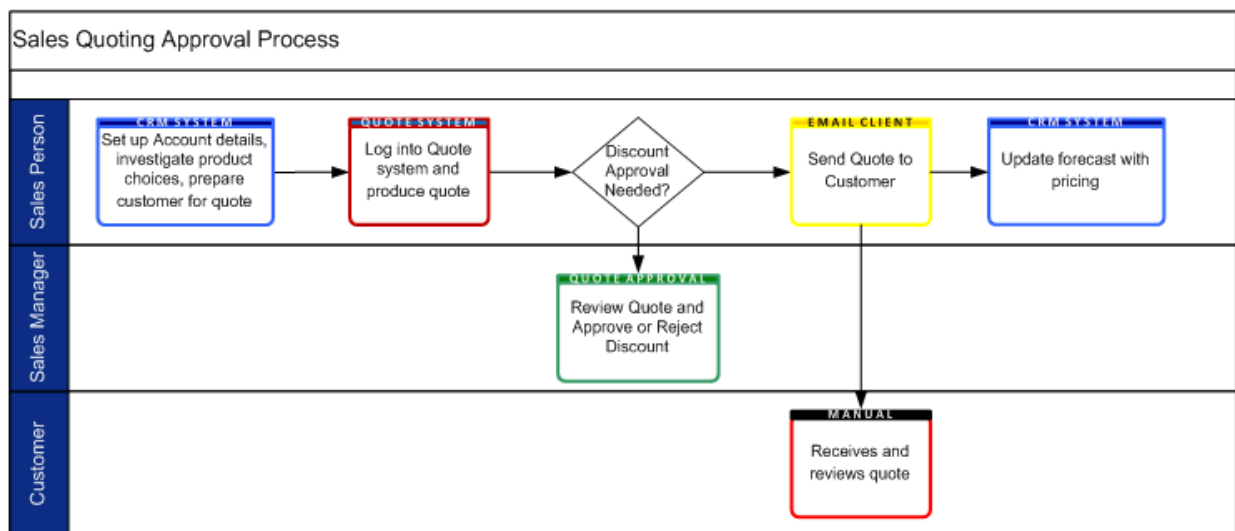 Sales Quoting Approval Process
Sales Person
CRM SYSTEM
Set up Account details,
investigate product
choices, prepare
customer for quote
QUOTE SYSTEM
Log into Quote
system and
produce quote
Discount
Approval
Needed?
EMAIL CLIENT
Send Quote to
Customer
CRM SYSTEM
Update forecast with
pricing
Sales Manager
QUOTE APPROVAL
Review Quote and
Approve or Reject
Discount
Customer
MANUAL
Receives and
reviews quote